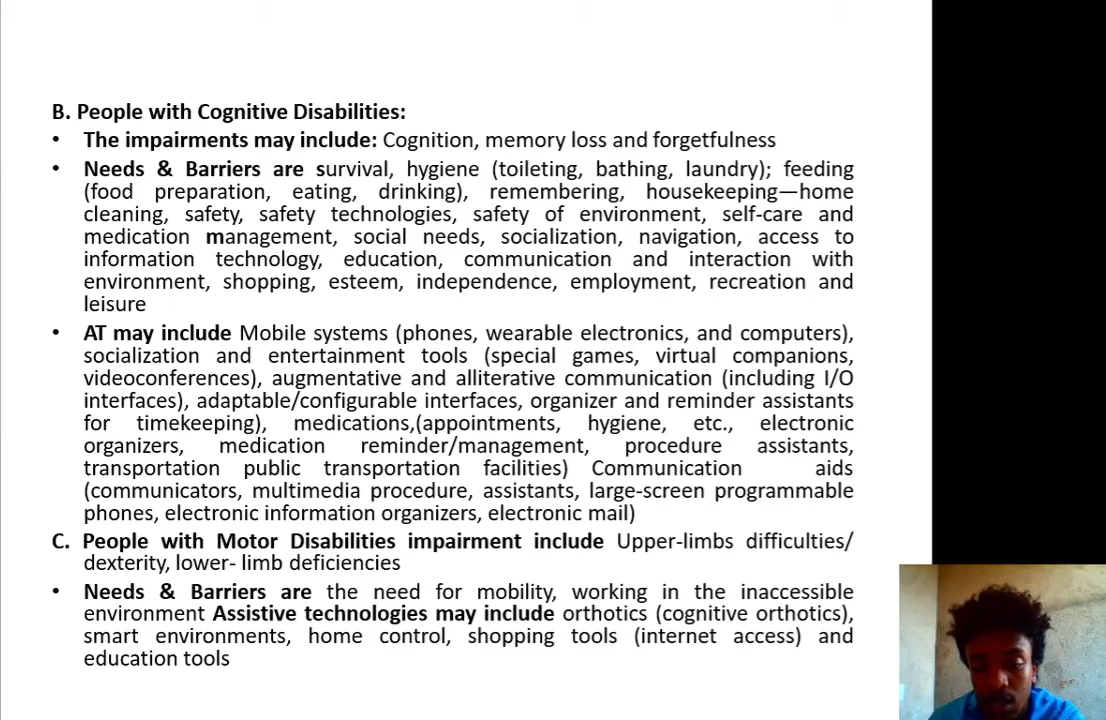 B. People with Cognitive Disabilities:
• The impairments may include: Cognition, memory loss and forgetfulness
• Needs & Barriers are survival, hygiene (toileting, bathing, laundry); feeding
(food preparation, eating, drinking), remembering, housekeeping—home
cleaning, safety, safety technologies, safety of environment, self-care and
medication management, social needs, socialization, navigation, access to
information technology, education, communication and interaction with
environment, shopping, esteem, independence, employment, recreation and
leisure
• AT may include Mobile systems (phones, wearable electronics, and computers),
socialization and entertainment tools (special games, virtual companions,
videoconferences), augmentative and alliterative communication (including I/O
interfaces), adaptable/configurable interfaces, organizer and reminder assistants
for timekeeping), medications,(appointments, hygiene, etc., electronic
organizers, medication reminder/management, procedure assistants,
transportation public transportation facilities) Communication aids
(communicators, multimedia procedure, assistants, large-screen programmable
phones, electronic information organizers, electronic mail)
C. People with Motor Disabilities impairment include Upper-limbs difficulties/
dexterity, lower- limb deficiencies
• Needs & Barriers are the need for mobility, working in the inaccessible
environment Assistive technologies may include orthotics (cognitive orthotics),
smart environments, home control, shopping tools (internet access) and
education tools